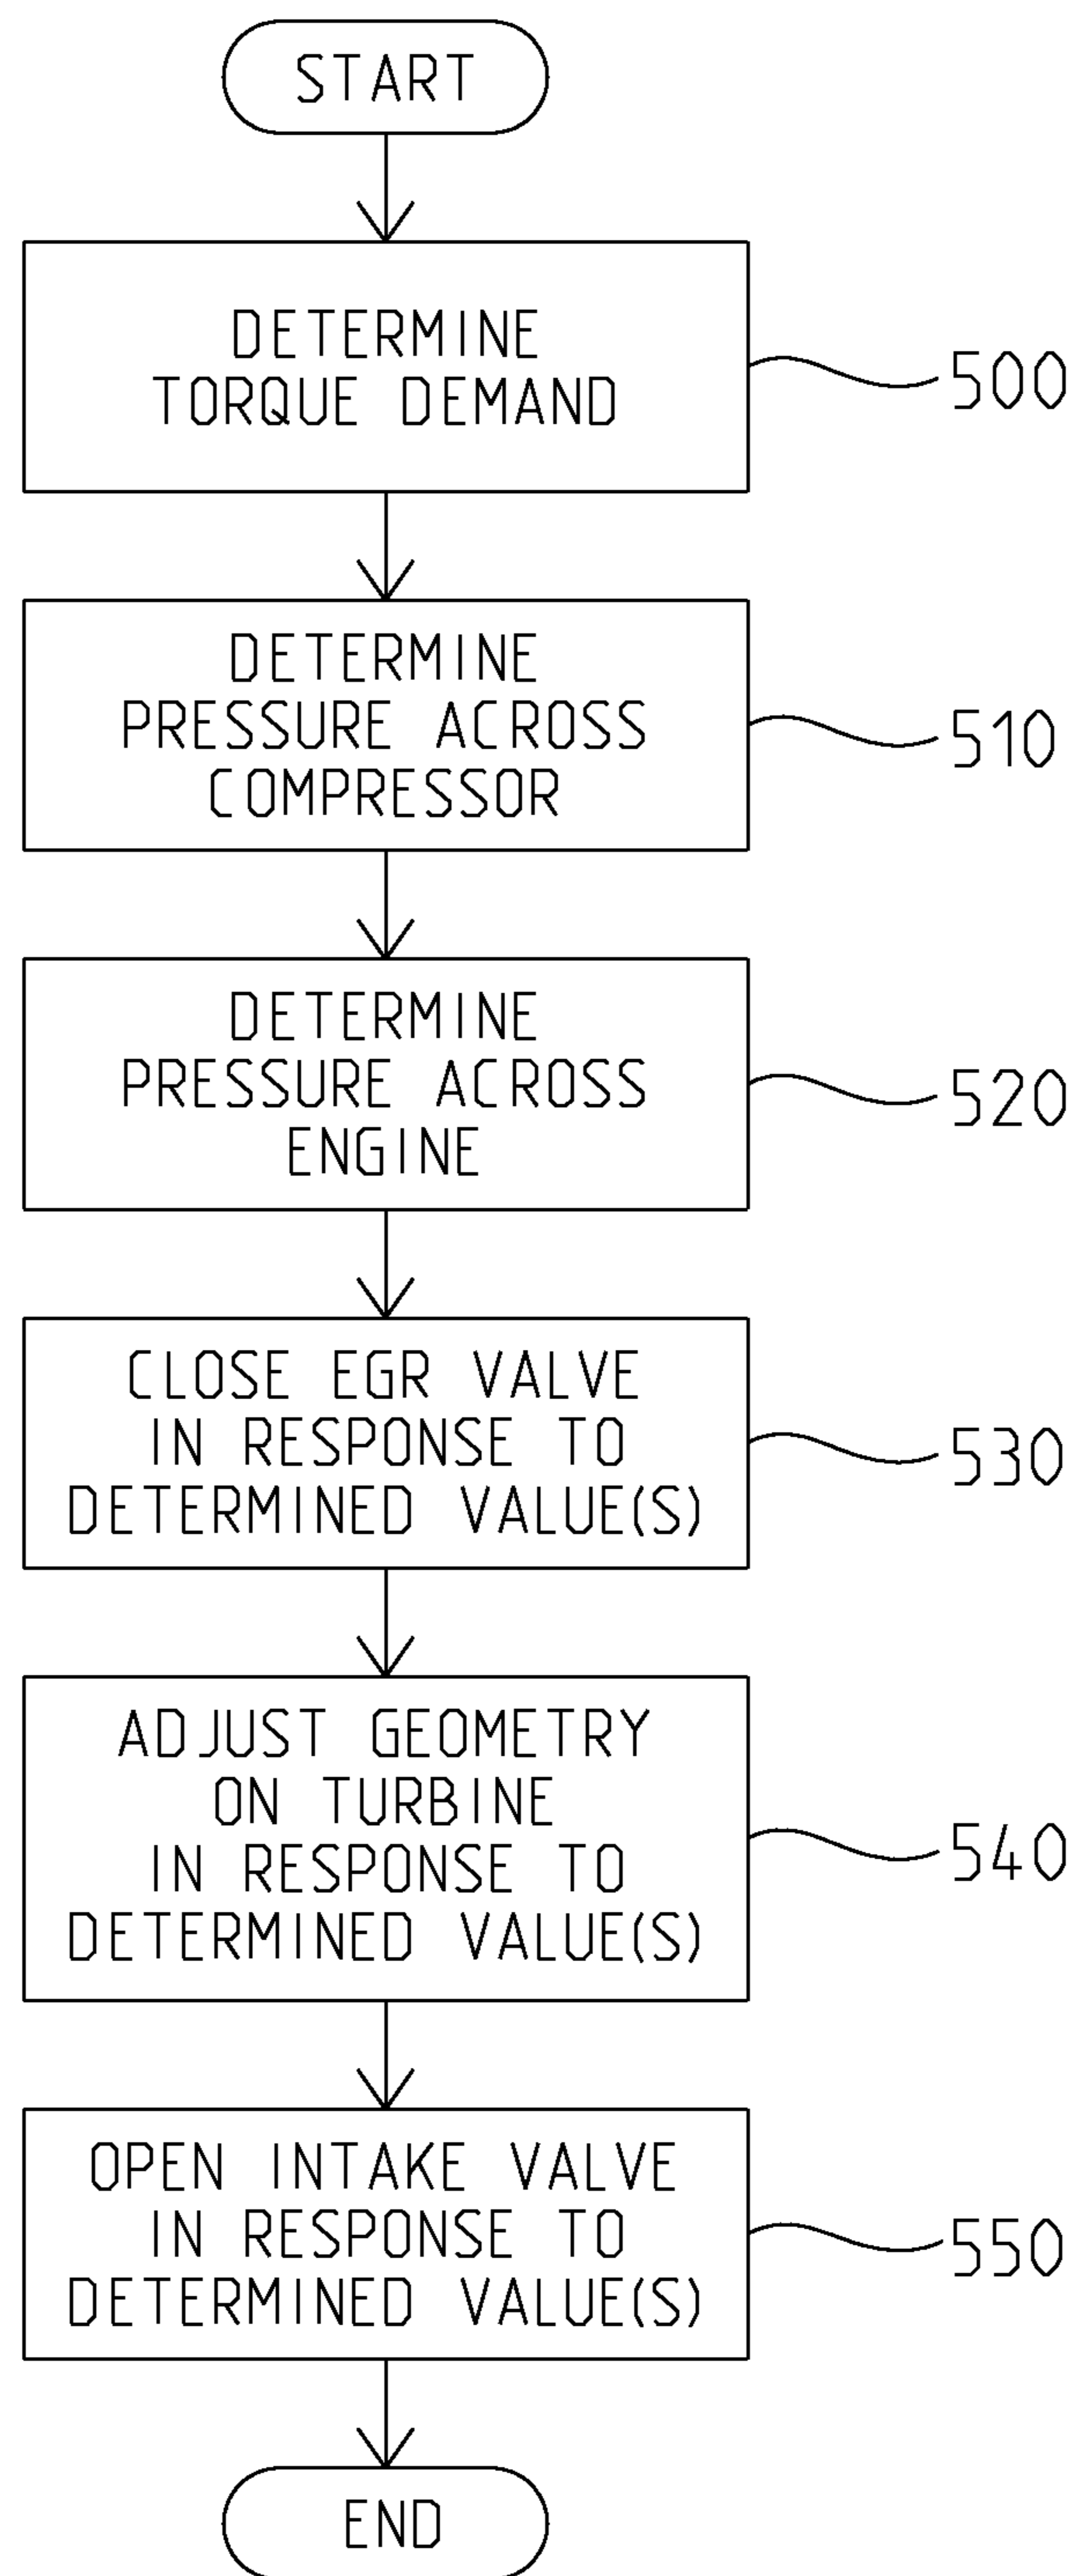 START
DETERMINE
TORQUE DEMAND
500
DETERMINE
PRESSURE ACROSS
COMPRESSOR
510
DETERMINE
PRESSURE ACROSS
ENGINE
520
CLOSE EGR VALVE
IN RESPONSE TO
DETERMINED VALUE(S)
530
ADJUST GEOMETRY
ON TURBINE
IN RESPONSE TO
DETERMINED VALUE(S)
540
OPEN INTAKE VALVE
IN RESPONSE TO
DETERMINED VALUE(S)
550
END